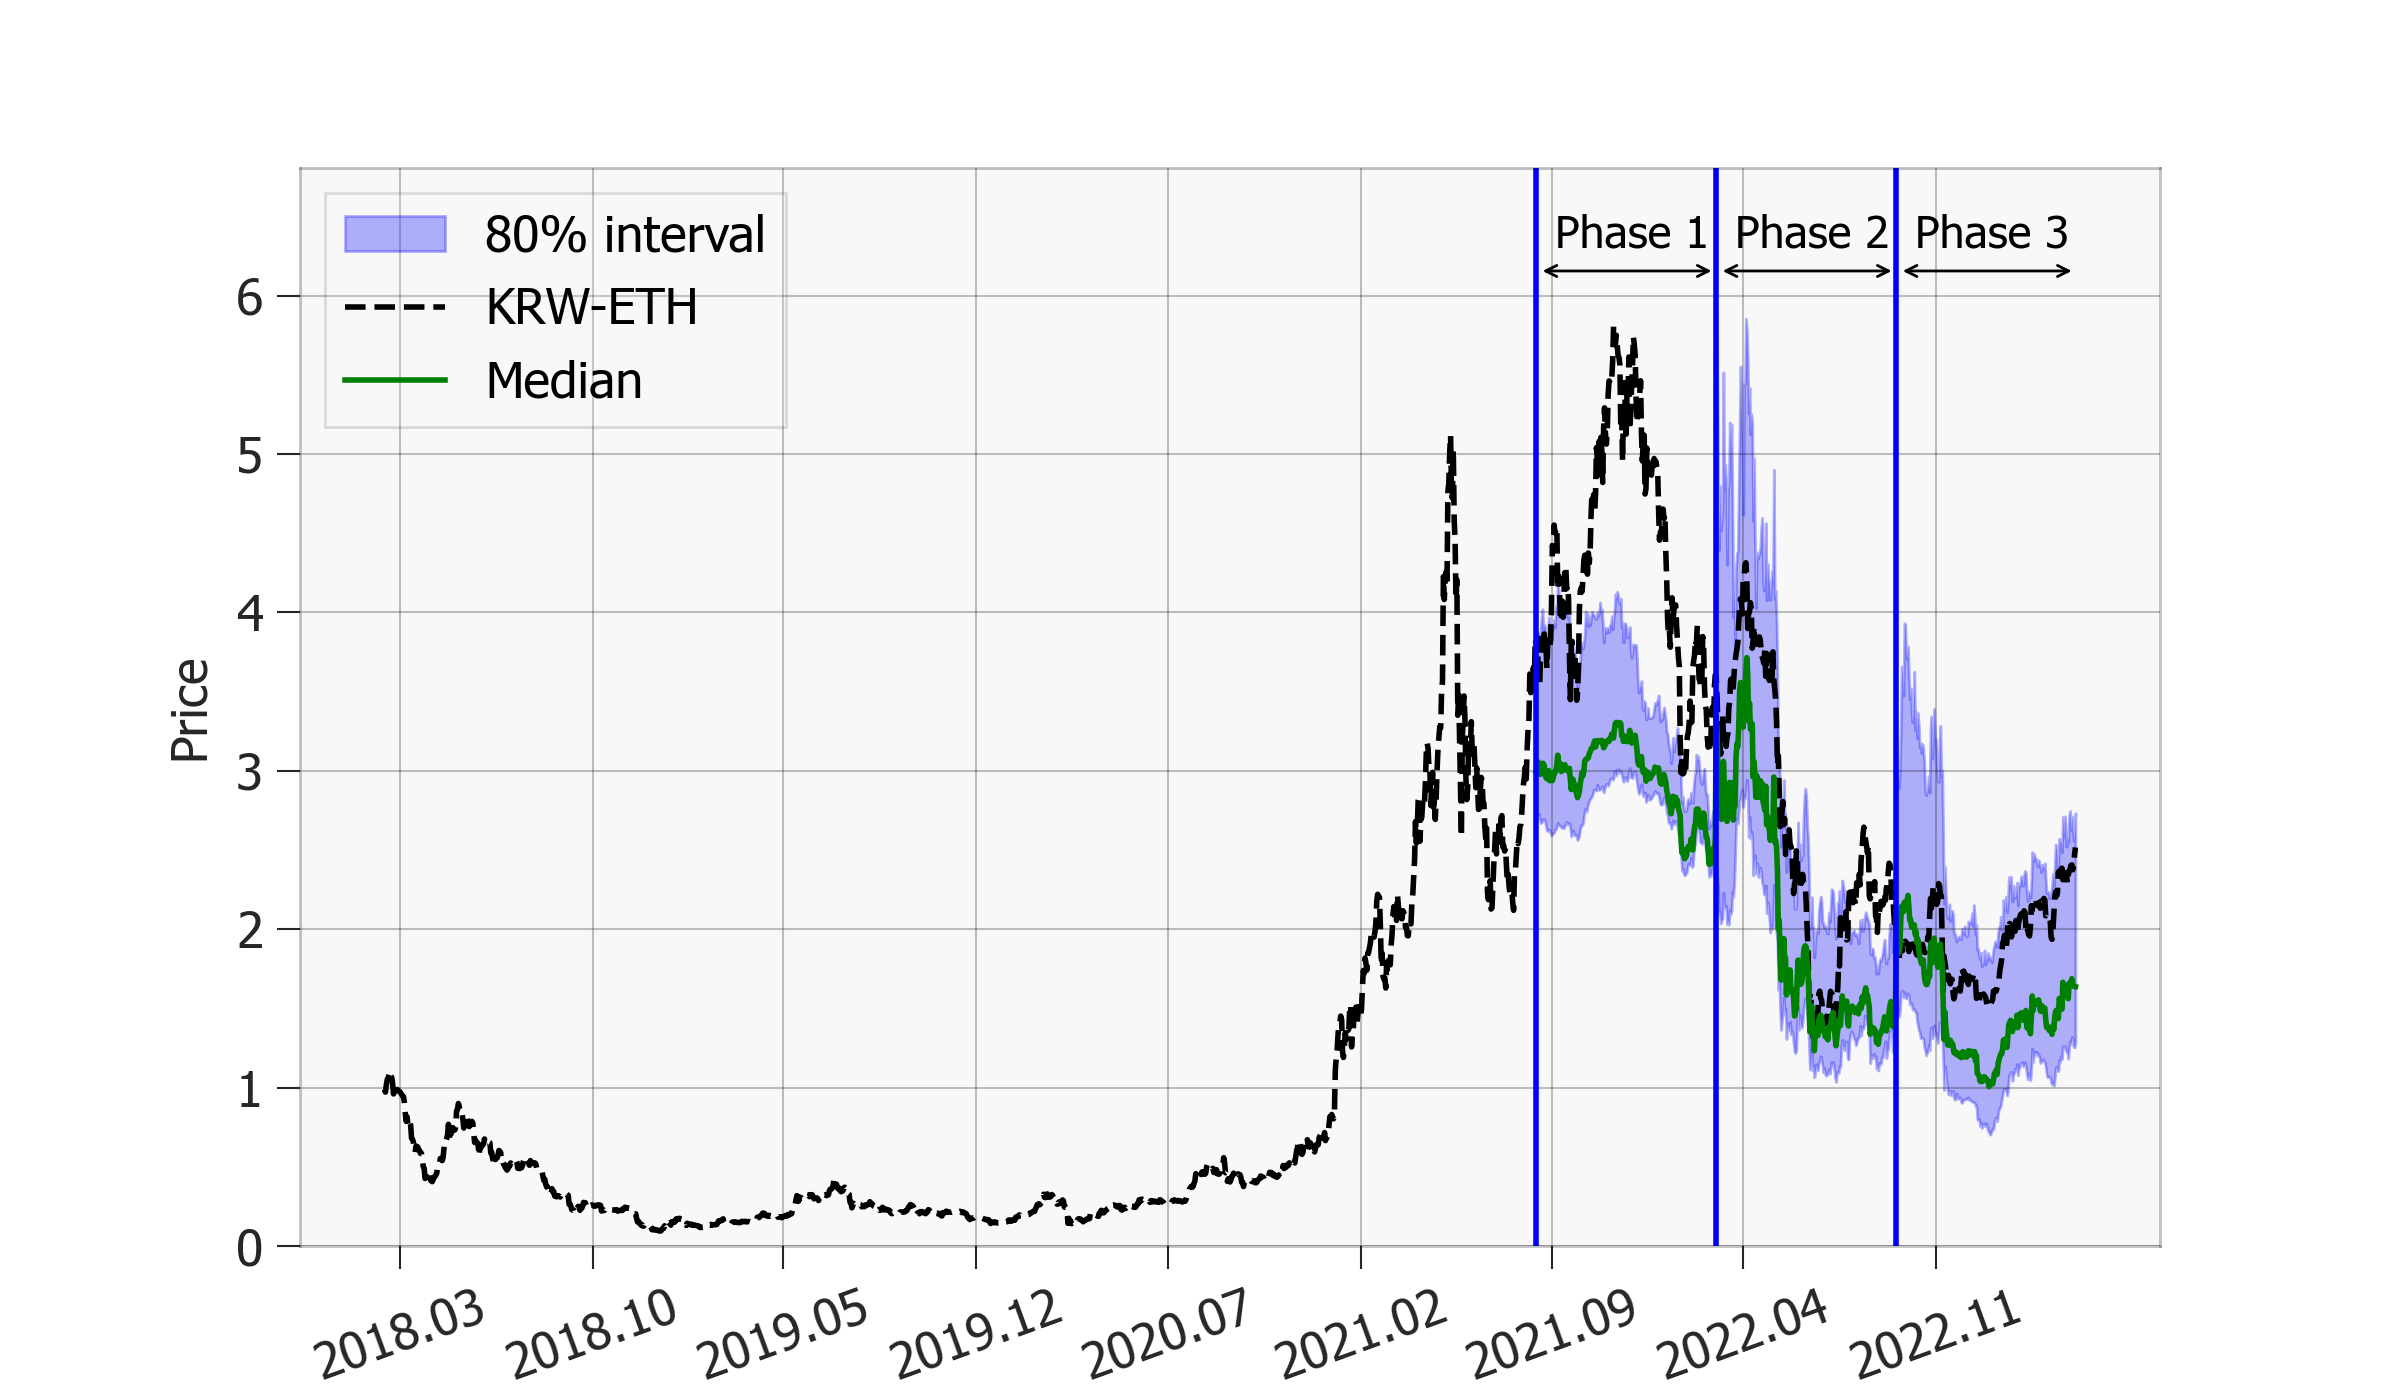 80% interval
KRW-ETH
Median
Phase 1
Phase 2
Phase 3
6
5
4
3
2
1
0
Price
2018.03
2018.10
2019.05
2019.12
2020.07
2021.02
2021.09
2022.04
2022.11